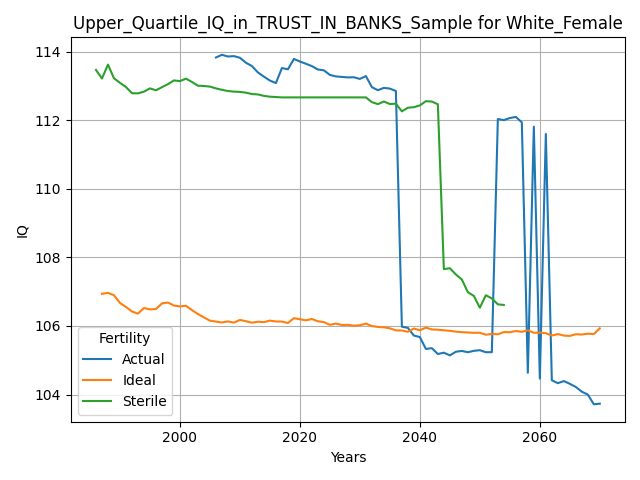 Upper_Quartile_IQ_in_TRUST_IN_BANKS_Sample for White_Female
114
112
110
108
106
104
IQ
Fertility
Actual
Ideal
Sterile
2000
2020
2040
2060
Years